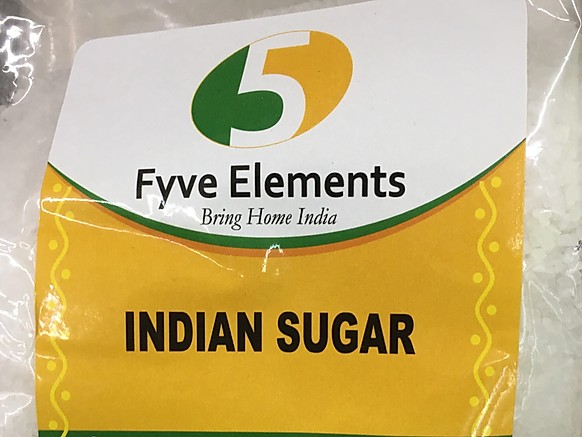 5
Fyve Elements
Bring Home India
INDIAN SUGAR